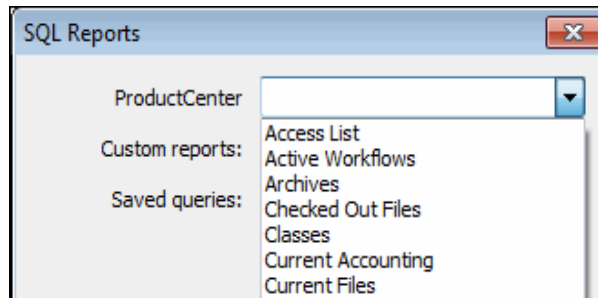 SQL Reports
ProductCenter
Access List
Custom reports:
Active Workflows
Archives
Saved queries:
Checked Out Files
Classes
Current Accounting
Current Files